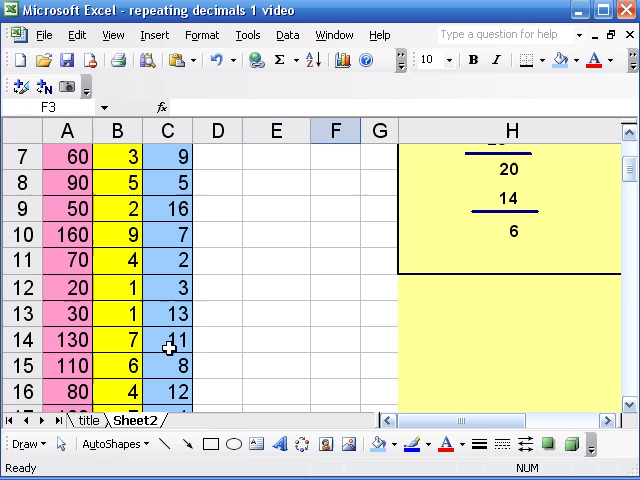 Microsoft Excel - repeating decimals 1 video
File Edit View Insert Format Tools Data Window Help Type a question for help
Σ 10 B I A
F3 fx
A B C D E F G H
7 60 3 9
20
8 90 5 5
14
9 50 2 16
10 160 9 7
6
11 70 4 2
12 20 1 3
13 30 1 13
14 130 7 11
15 110 6 8
16 80 4 12
title Sheet2
Draw AutoShapes A A
Ready NUM